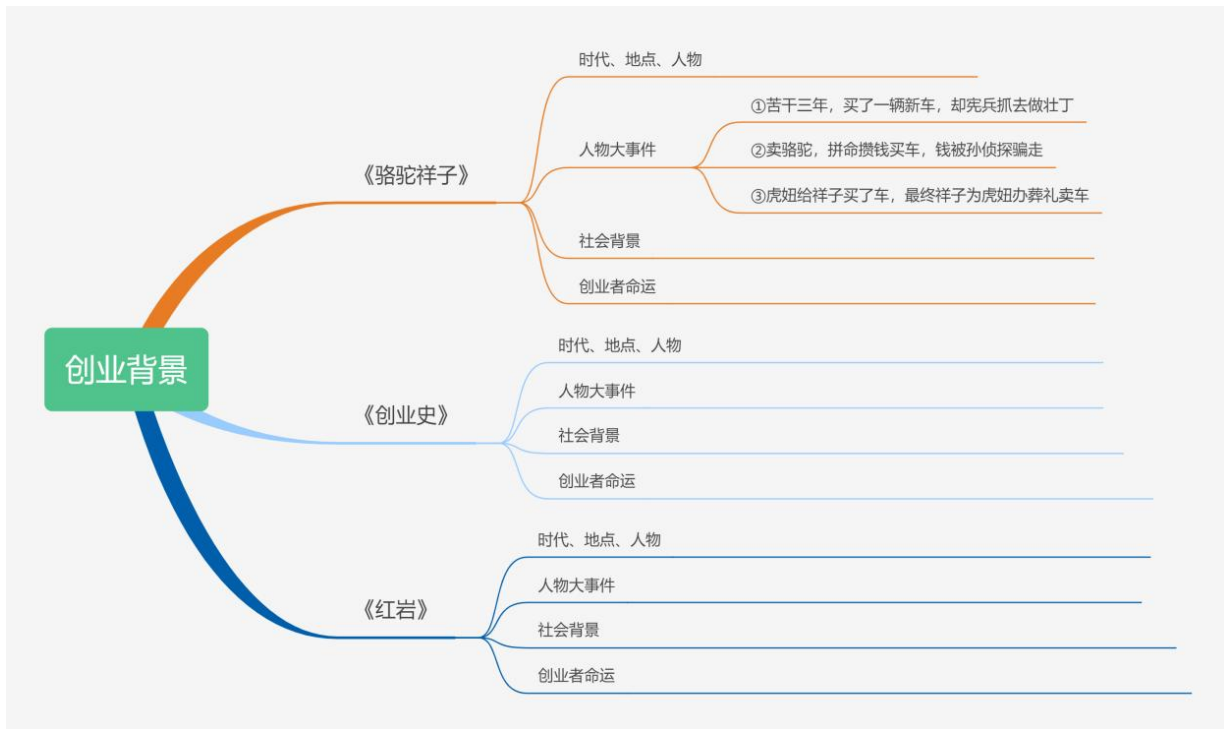 创业背景
《骆驼祥子》
时代、地点、人物
人物大事件
①苦干三年，买了一辆新车，却宪兵抓去做壮丁
②卖骆驼，拼命攒钱买车，钱被孙侦探骗走
③虎妞给祥子买了车，最终祥子为虎妞办葬礼卖车
社会背景
创业者命运
《创业史》
时代、地点、人物
人物大事件
社会背景
创业者命运
《红岩》
时代、地点、人物
人物大事件
社会背景
创业者命运